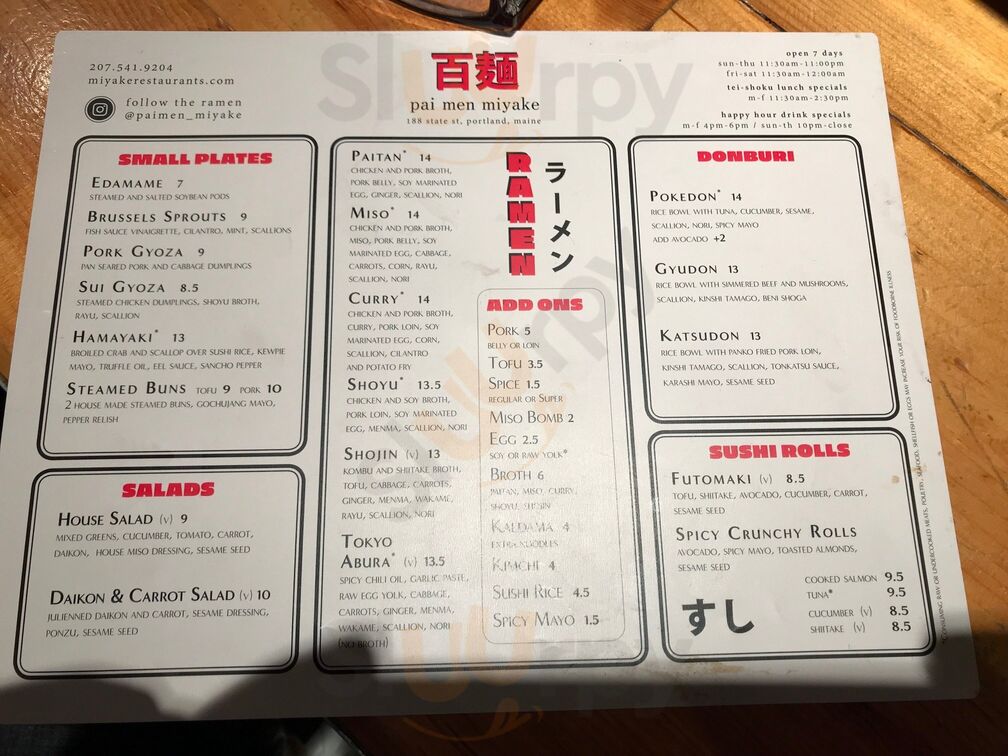 207.541.9204
miyakerestaurants.com
follow the ramen
@paimen_miyake
百麺
pai men miyake
188 state st, portland, maine
open 7 days
sun-thu 11:30am-11:00pm
fri-sat 11:30am-12:00am
tei-shoku lunch specials
m-f 11:30am-2:30pm
happy hour drink specials
m-f 4pm-6pm / sun-th 10pm-close
SMALL PLATES
EDAMAME 7
STEAMED AND SALTED SOYBEAN PODS
BRUSSELS SPROUTS 9
FISH SAUCE VINAIGRETTE, CILANTRO, MINT, SCALLIONS
PORK GYOZA 9
PAN SEARED PORK AND CABBAGE DUMPLINGS
SUI GYOZA 8.5
STEAMED CHICKEN DUMPLINGS, SHOYU BROTH,
RAYU, SCALLION
HAMAYAKI* 13
BROILED CRAB AND SCALLOP OVER SUSHI RICE, KEWPIE
MAYO, TRUFFLE OIL, EEL SAUCE, SANCHO PEPPER
STEAMED BUNS TOFU 9 PORK 10
2 HOUSE MADE STEAMED BUNS, GOCHUJANG MAYO,
PEPPER RELISH
SALADS
HOUSE SALAD (V) 9
MIXED GREENS, CUCUMBER, TOMATO, CARROT,
DAIKON, HOUSE MISO DRESSING, SESAME SEED
DAIKON & CARROT SALAD (V) 10
JULIENNED DAIKON AND CARROT, SESAME DRESSING,
PONZU, SESAME SEED
RAMEN
ラーメン
PAITAN* 14
CHICKEN AND PORK BROTH,
PORK BELLY, SOY MARINATED
EGG, GINGER, SCALLION, NORI
MISO* 14
CHICKEN AND PORK BROTH,
MISO, PORK BELLY, SOY
MARINATED EGG, CABBAGE,
CARROTS, CORN, RAYU,
SCALLION, NORI
CURRY* 14
CHICKEN AND PORK BROTH,
CURRY, PORK LOIN, SOY
MARINATED EGG, CORN,
SCALLION, CILANTRO
AND POTATO FRY
SHOYU* 13.5
CHICKEN AND SOY BROTH,
PORK LOIN, SOY MARINATED
EGG, MENMA, SCALLION, NORI
SHOJIN (V) 13
KOMBU AND SHIITAKE BROTH,
TOFU, CABBAGE, CARROTS,
GINGER, MENMA, WAKAME,
RAYU, SCALLION, NORI
TOKYO
ABURA* (V) 13.5
SPICY CHILI OIL, GARLIC PASTE,
RAW EGG YOLK, CABBAGE,
CARROTS, GINGER, MENMA,
WAKAME, SCALLION, NORI
(NO BROTH)
ADD ONS
PORK 5
BELLY OR LOIN
TOFU 3.5
SPICE 1.5
REGULAR OR SUPER
MISO BOMB 2
EGG 2.5
SOY OR RAW YOLK*
BROTH 6
PAITAN, MISO, CURRY,
SHOYU, SHOJIN
KAEDAMA 4
EXTRA NOODLES
KIMCHI 4
SUSHI RICE 4.5
SPICY MAYO 1.5
DONBURI
POKEDON* 14
RICE BOWL WITH TUNA, CUCUMBER, SESAME,
SCALLION, NORI, SPICY MAYO
ADD AVOCADO +2
GYUDON 13
RICE BOWL WITH SIMMERED BEEF AND MUSHROOMS,
SCALLION, KINSHI TAMAGO, BENI SHOGA
KATSUDON 13
RICE BOWL WITH PANKO FRIED PORK LOIN,
KINSHI TAMAGO, SCALLION, TONKATSU SAUCE,
KARASHI MAYO, SESAME SEED
SUSHI ROLLS
FUTOMAKI (V) 8.5
TOFU, SHIITAKE, AVOCADO, CUCUMBER, CARROT,
SESAME SEED
SPICY CRUNCHY ROLLS
AVOCADO, SPICY MAYO, TOASTED ALMONDS,
SESAME SEED
COOKED SALMON 9.5
TUNA* 9.5
CUCUMBER (V) 8.5
SHIITAKE (V) 8.5
すし
*CONSUMING RAW OR UNDERCOOKED MEATS, POULTRY, SEAFOOD, SHELLFISH OR EGGS MAY INCREASE YOUR RISK OF FOODBORNE ILLNESS
Sluurpy
Sluurpy
Sluurpy